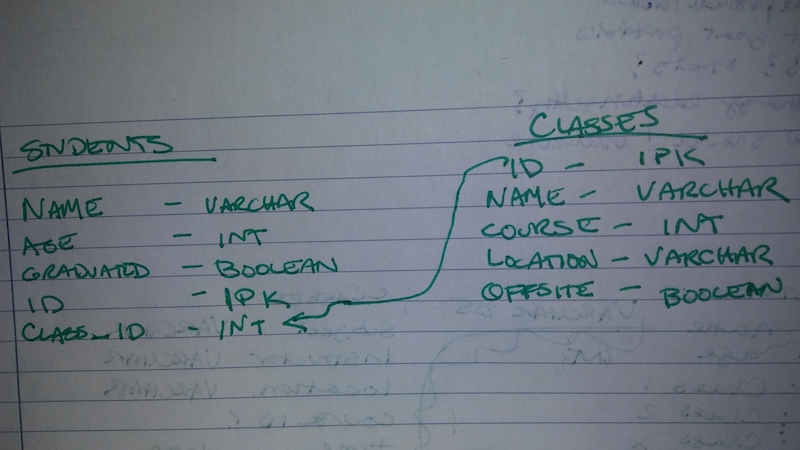 STUDENTS
NAME - VARCHAR
AGE - INT
GRADUATED - BOOLEAN
ID - IPK
CLASS_ID - INT
CLASSES
ID - IPK
NAME - VARCHAR
COURSE - INT
LOCATION - VARCHAR
OFFSITE - BOOLEAN